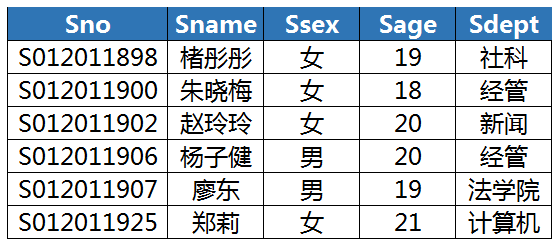 Sno Sname Ssex Sage Sdept
S012011898 楮彤彤 女 19 社科
S012011900 朱晓梅 女 18 经管
S012011902 赵玲玲 女 20 新闻
S012011906 杨子健 男 20 经管
S012011907 廖东 男 19 法学院
S012011925 郑莉 女 21 计算机